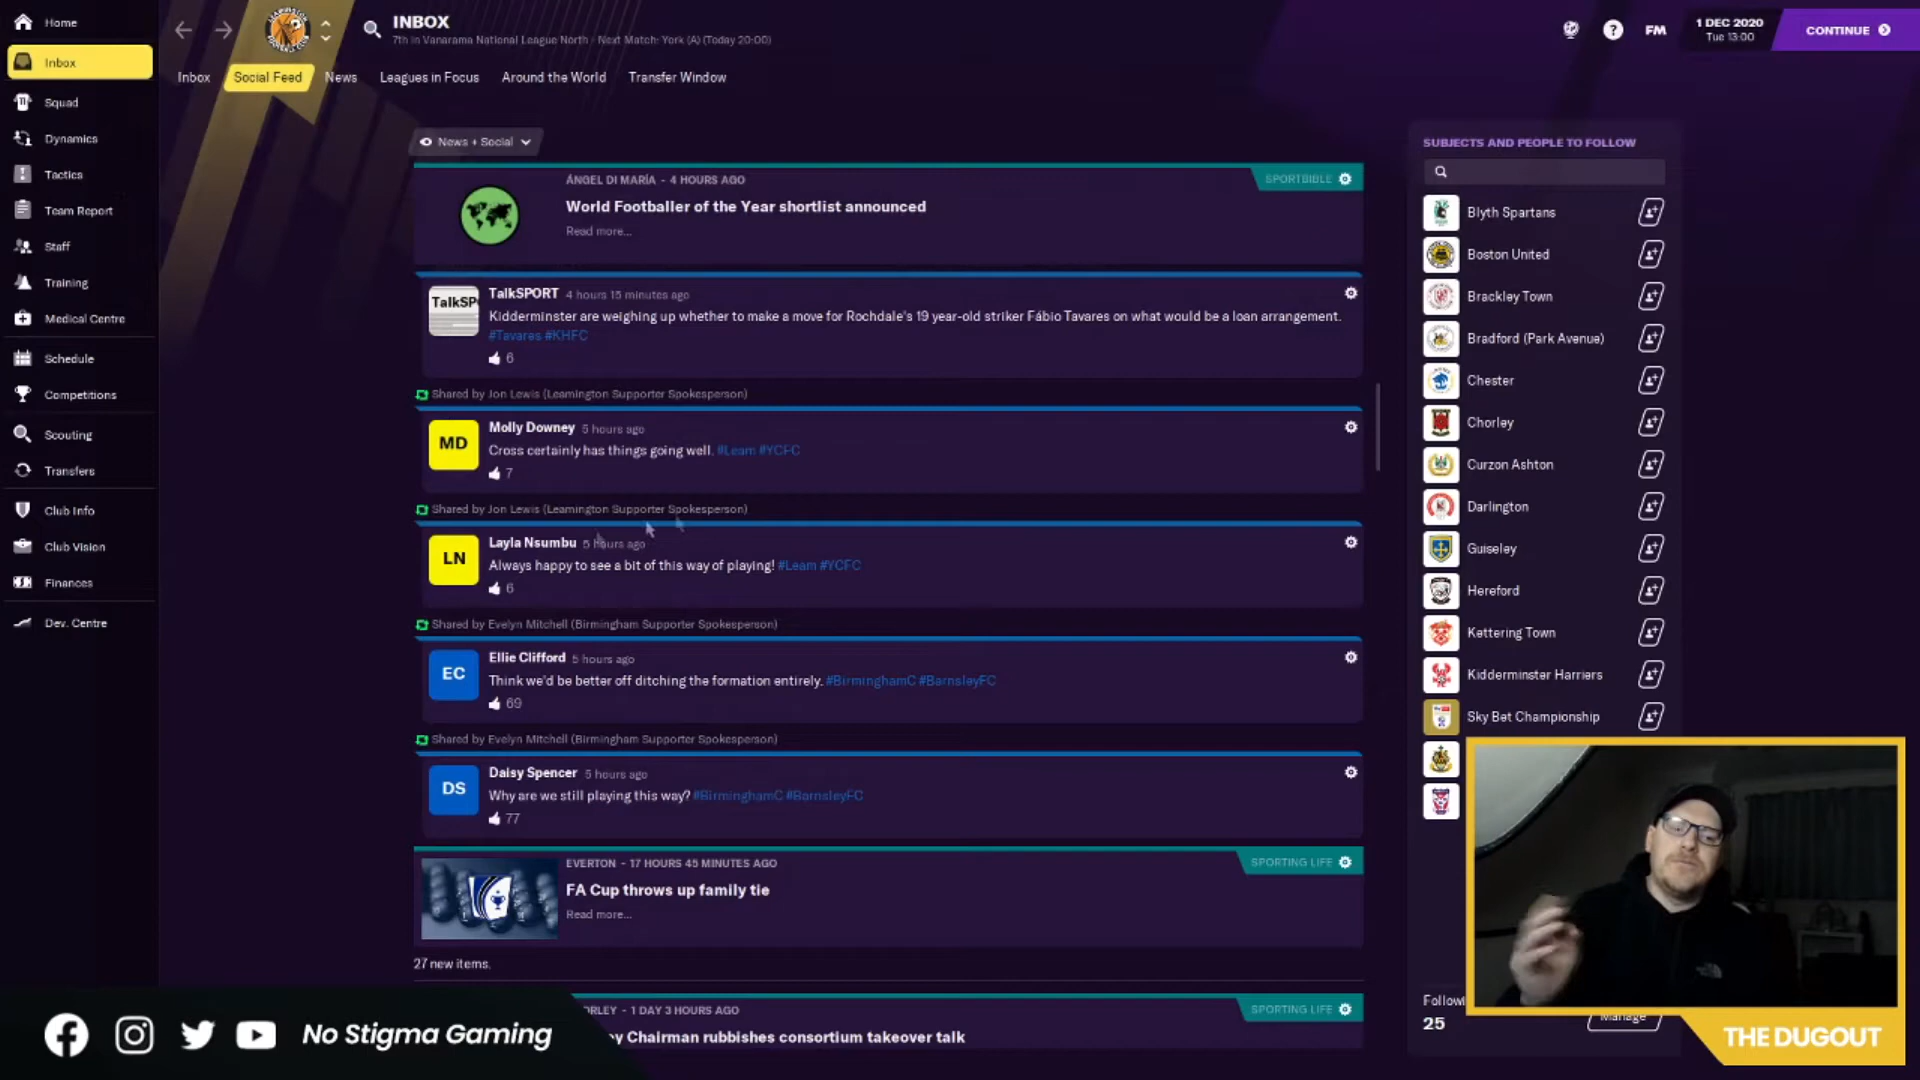 Home
Inbox
Squad
Dynamics
Tactics
Team Report
Staff
Training
Medical Centre
Schedule
Competitions
Scouting
Transfers
Club Info
Club Vision
Finances
Dev. Centre
INBOX
7th in Vanarama National League North - Next Match: York (A) (Today 20:00)
FM
1 DEC 2020
Tue 13:00
CONTINUE
Inbox
Social Feed
News
Leagues in Focus
Around the World
Transfer Window
News + Social
ÁNGEL DI MARÍA - 4 HOURS AGO
SPORTBIBLE
World Footballer of the Year shortlist announced
Read more...
TalkSP
TalkSPORT 4 hours 15 minutes ago
Kidderminster are weighing up whether to make a move for Rochdale's 19 year-old striker Fábio Tavares on what would be a loan arrangement.
#Tavares #KHFC
6
Shared by Jon Lewis (Leamington Supporter Spokesperson)
MD
Molly Downey 5 hours ago
Cross certainly has things going well. #Leam #YCFC
7
Shared by Jon Lewis (Leamington Supporter Spokesperson)
LN
Layla Nsumbu 5 hours ago
Always happy to see a bit of this way of playing! #Leam #YCFC
6
Shared by Evelyn Mitchell (Birmingham Supporter Spokesperson)
EC
Ellie Clifford 5 hours ago
Think we'd be better off ditching the formation entirely. #BirminghamC #BarnsleyFC
69
Shared by Evelyn Mitchell (Birmingham Supporter Spokesperson)
DS
Daisy Spencer 5 hours ago
Why are we still playing this way? #BirminghamC #BarnsleyFC
77
EVERTON - 17 HOURS 45 MINUTES AGO
SPORTING LIFE
FA Cup throws up family tie
Read more...
27 new items.
ORLEY - 1 DAY 3 HOURS AGO
SPORTING LIFE
y Chairman rubbishes consortium takeover talk
SUBJECTS AND PEOPLE TO FOLLOW
Blyth Spartans
Boston United
Brackley Town
Bradford (Park Avenue)
Chester
Chorley
Curzon Ashton
Darlington
Guiseley
Hereford
Kettering Town
Kidderminster Harriers
Sky Bet Championship
Followi
25
Manage
No Stigma Gaming
THE DUGOUT